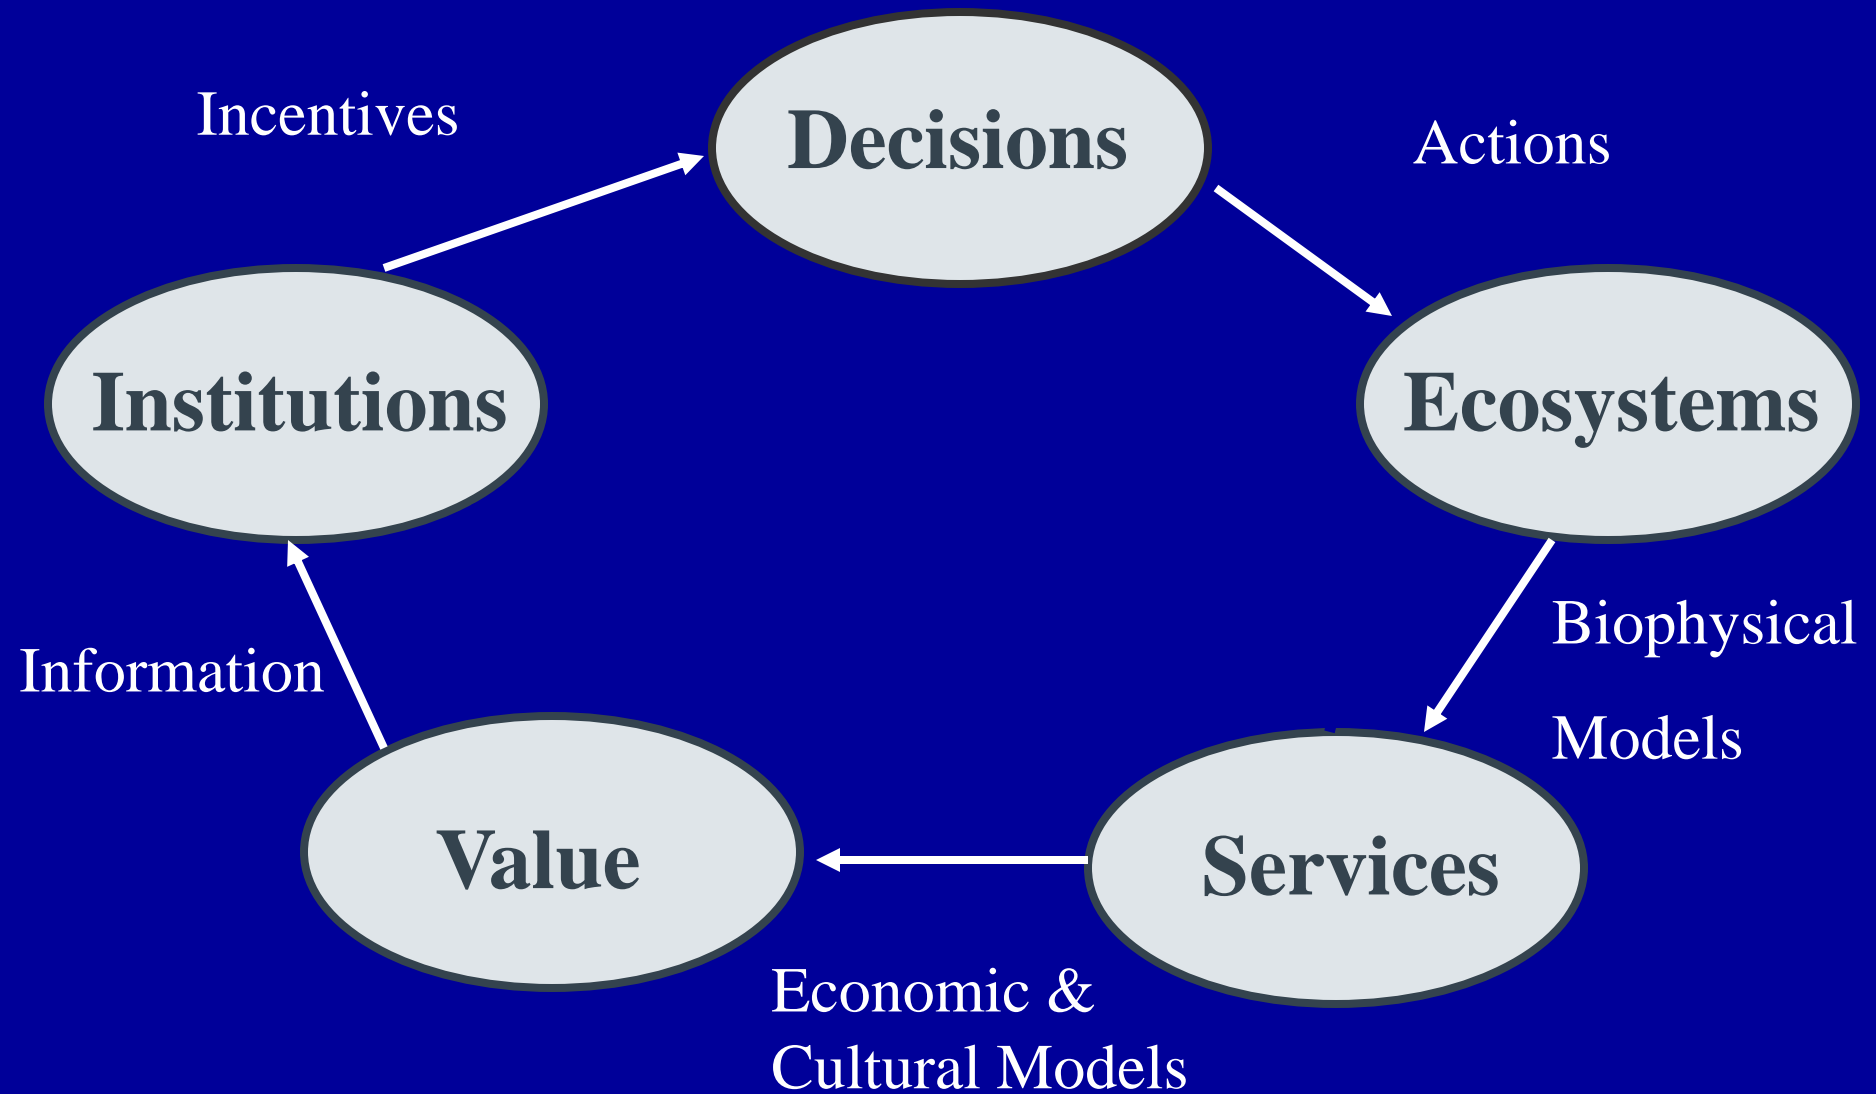 Decisions
Incentives
Actions
Institutions
Ecosystems
Biophysical
Models
Information
Value
Services
Economic &
Cultural Models